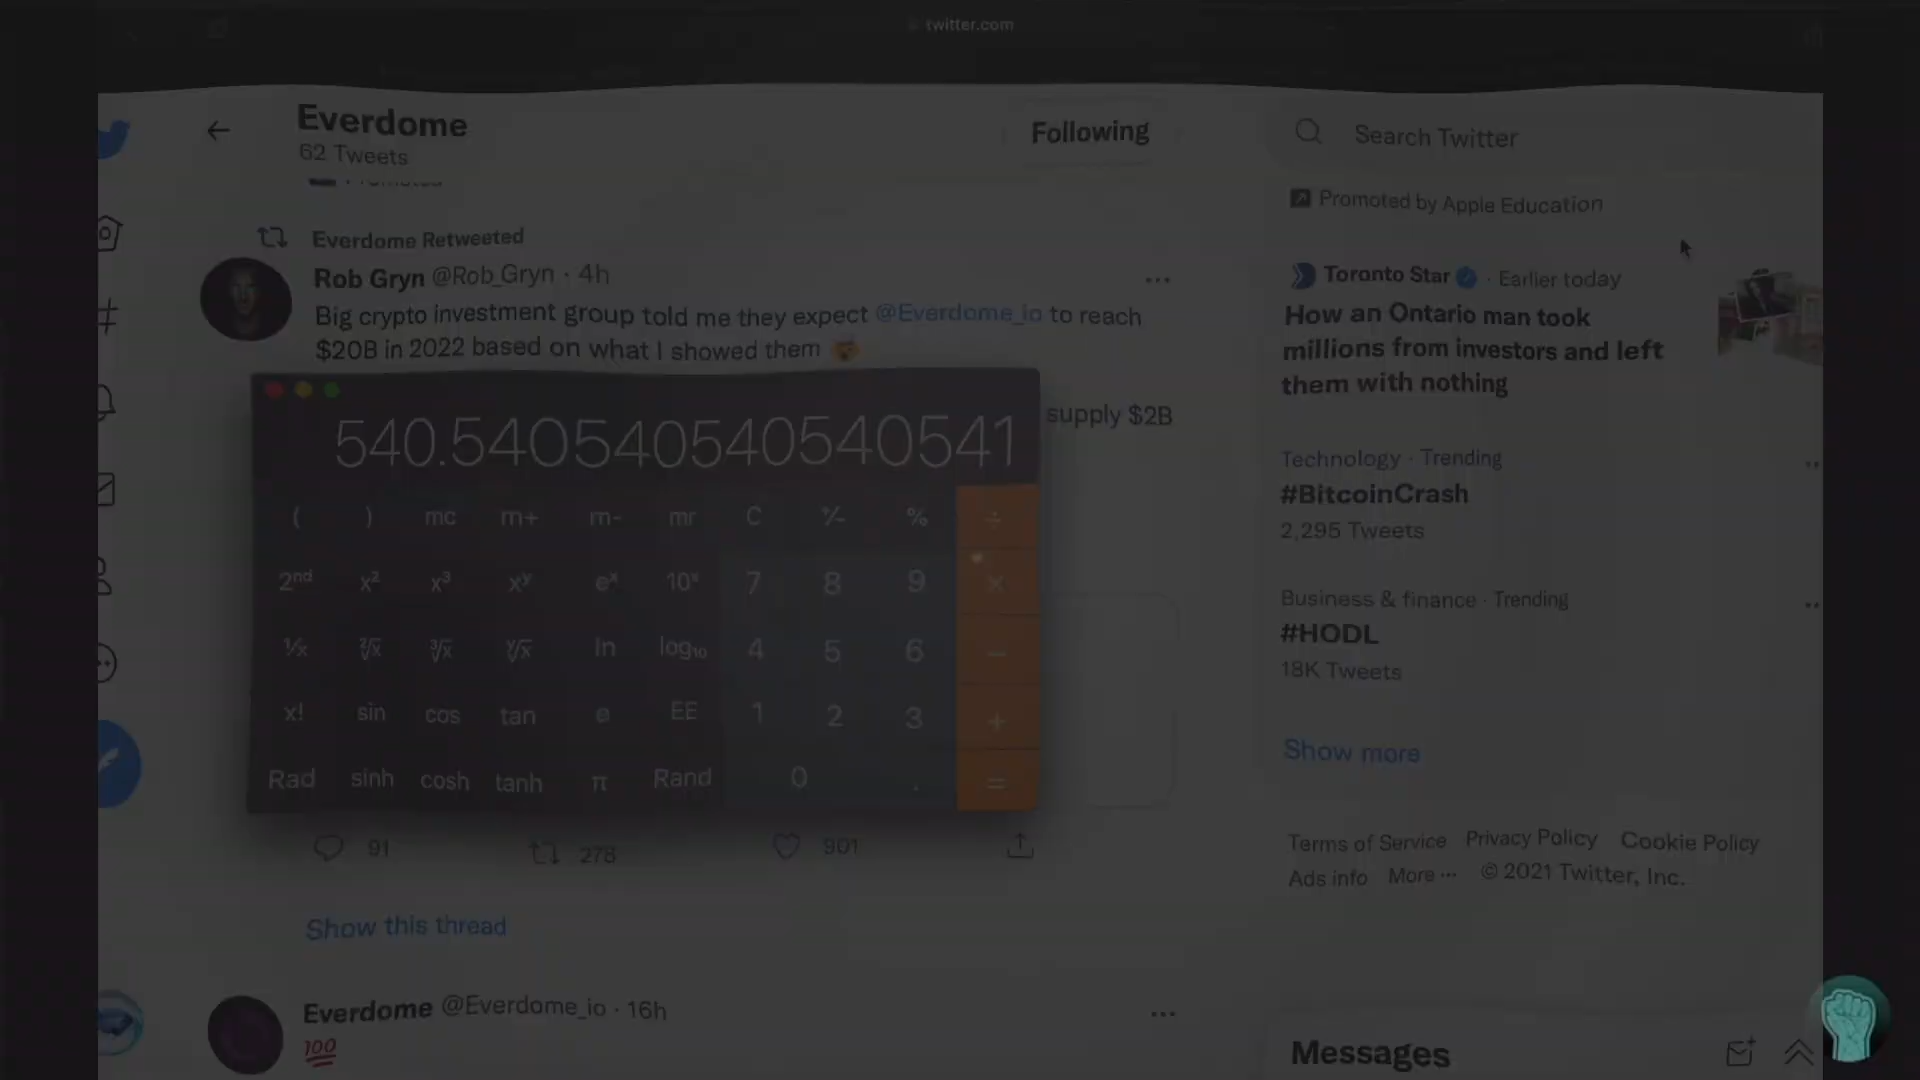 twitter.com
Everdome
62 Tweets
Following
Search Twitter
Promoted by Apple Education
Everdome Retweeted
Rob Gryn @Rob_Gryn · 4h
Big crypto investment group told me they expect @Everdome_io to reach
$20B in 2022 based on what I showed them
supply $2B
Toronto Star · Earlier today
How an Ontario man took
millions from investors and left
them with nothing
540.540540540540541
( ) mc m+ m- mr C +/- % ÷
2nd x² x³ xʸ eˣ 10ˣ 7 8 9 ×
1/x ²√x ³√x ʸ√x ln log₁₀ 4 5 6 −
x! sin cos tan e EE 1 2 3 +
Rad sinh cosh tanh π Rand 0 . =
Technology · Trending
#BitcoinCrash
2,295 Tweets
Business & finance · Trending
#HODL
18K Tweets
Show more
91 278 901
Terms of Service Privacy Policy Cookie Policy
Ads info More ··· © 2021 Twitter, Inc.
Show this thread
Everdome @Everdome_io · 16h
100
Messages